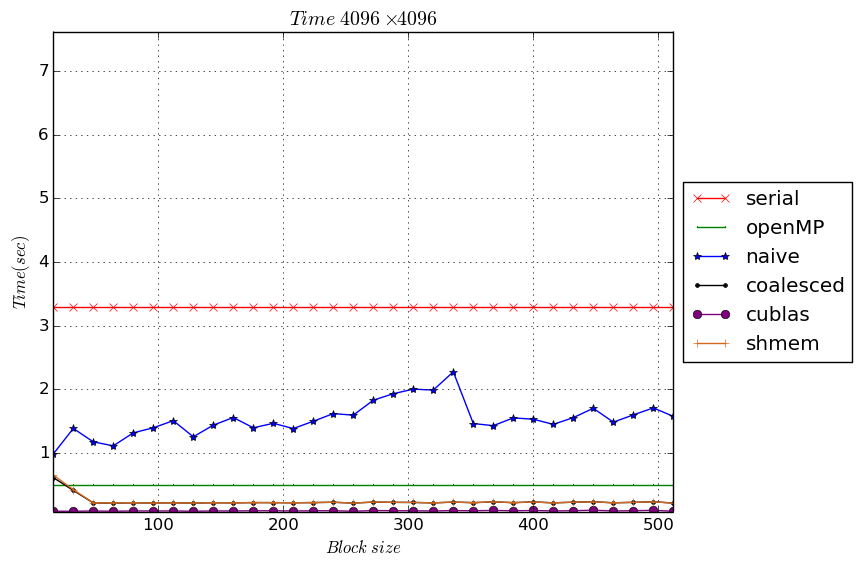 Time 4096 ×4096
7
6
5
4
3
2
1
Time(sec)
100 200 300 400 500
Block size
serial
openMP
naive
coalesced
cublas
shmem